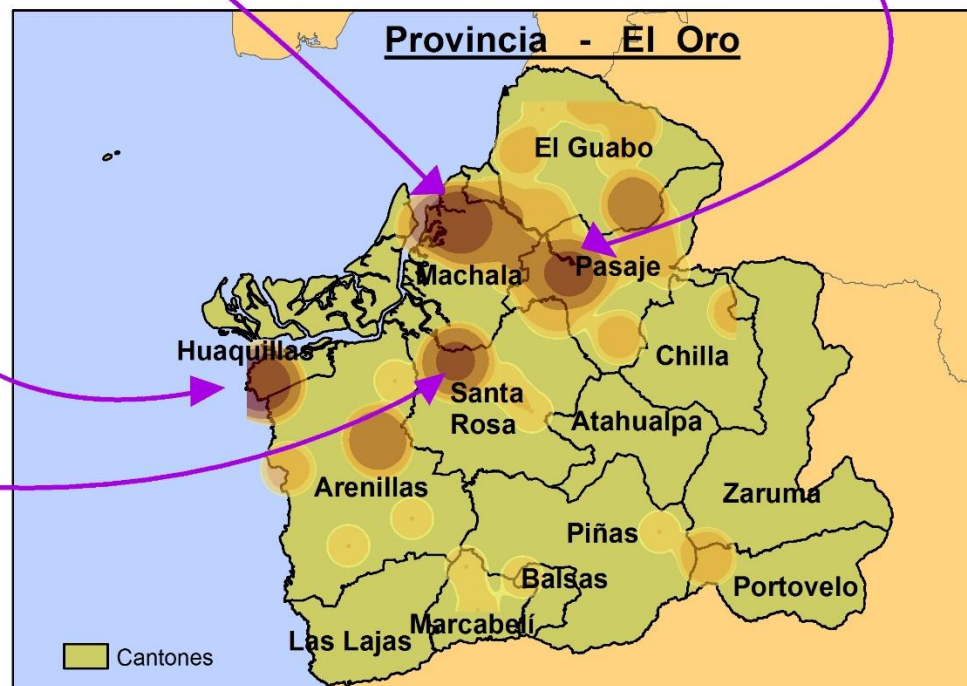 Provincia - El Oro
El Guabo
Machala
Pasaje
Huaquillas
Chilla
Santa
Rosa
Atahualpa
Arenillas
Zaruma
Piñas
Balsas
Portovelo
Marcabelí
Las Lajas
Cantones